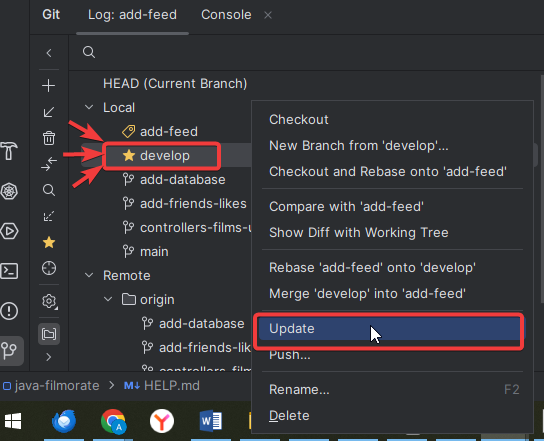 Git
Log: add-feed
Console
HEAD (Current Branch)
Local
add-feed
develop
add-database
add-friends-likes
controllers-films-u
main
Remote
origin
add-database
add-friends-lik
controllers-film
Checkout
New Branch from 'develop'...
Checkout and Rebase onto 'add-feed'
Compare with 'add-feed'
Show Diff with Working Tree
Rebase 'add-feed' onto 'develop'
Merge 'develop' into 'add-feed'
Update
Push...
Rename... F2
Delete
java-filmorate > M↓ HELP.md